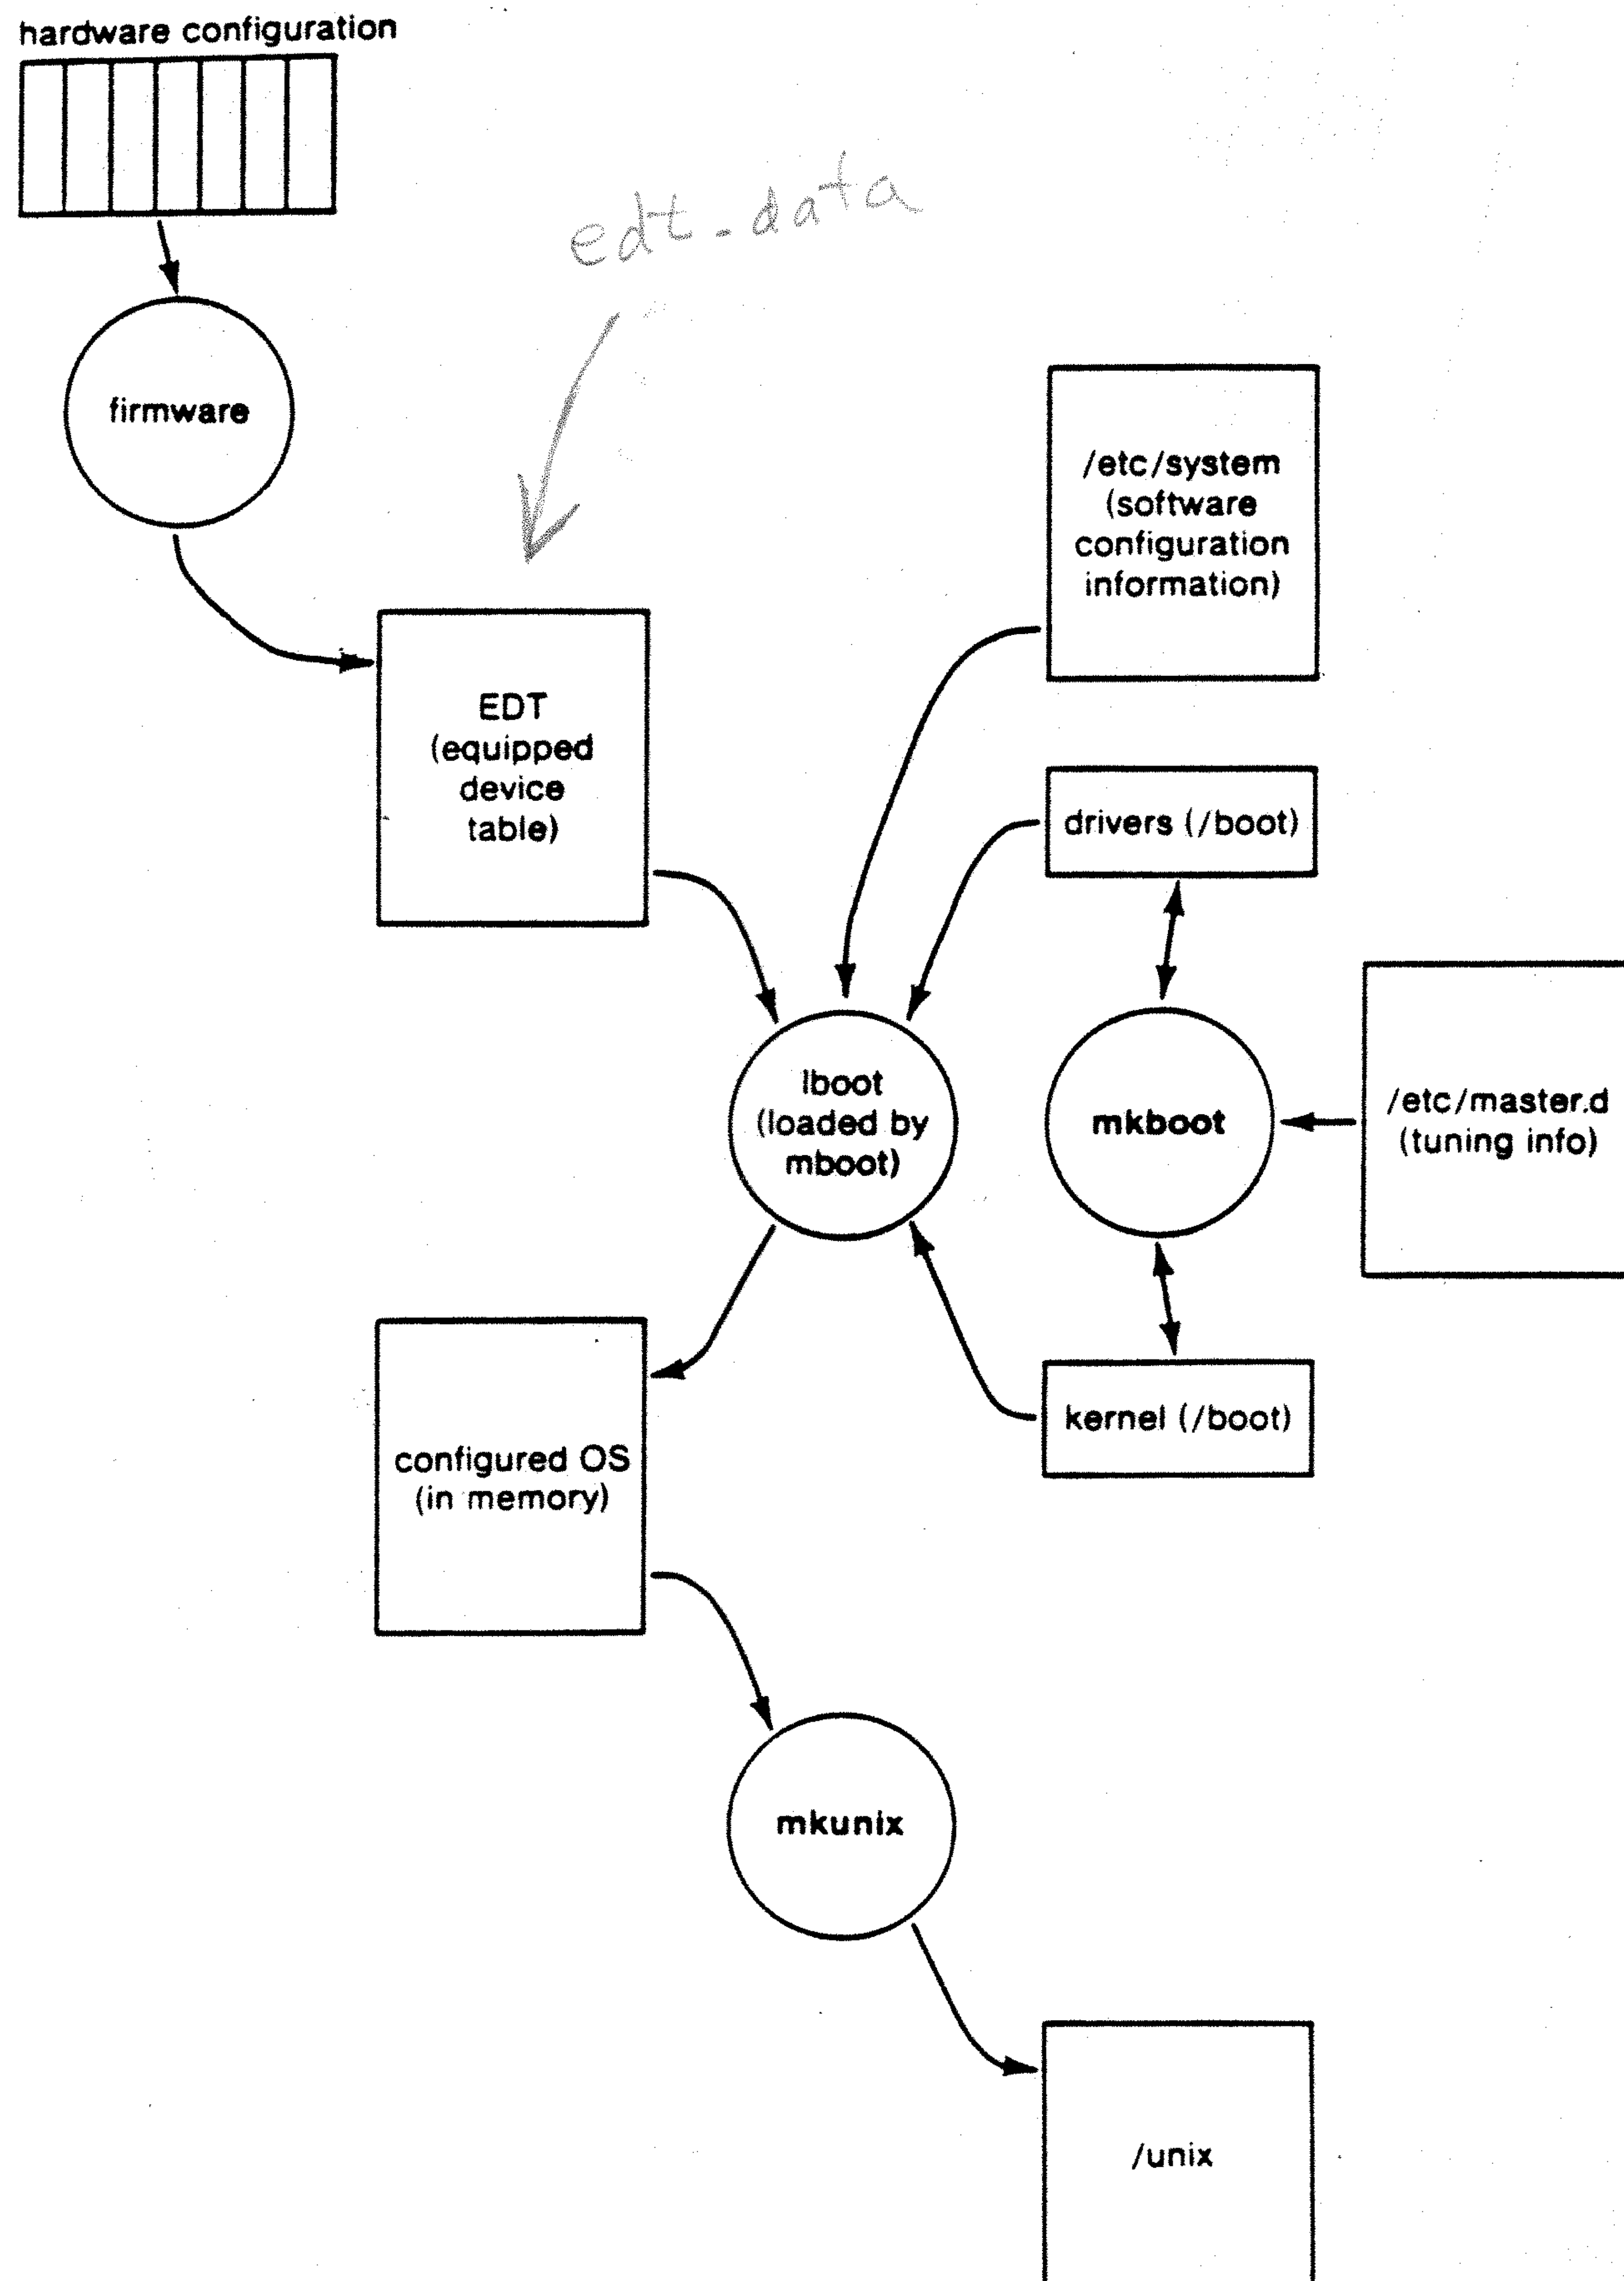 hardware configuration
edt_data
firmware
/etc/system
(software
configuration
information)
EDT
(equipped
device
table)
drivers (/boot)
lboot
(loaded by
mboot)
mkboot
/etc/master.d
(tuning info)
kernel (/boot)
configured OS
(in memory)
mkunix
/unix